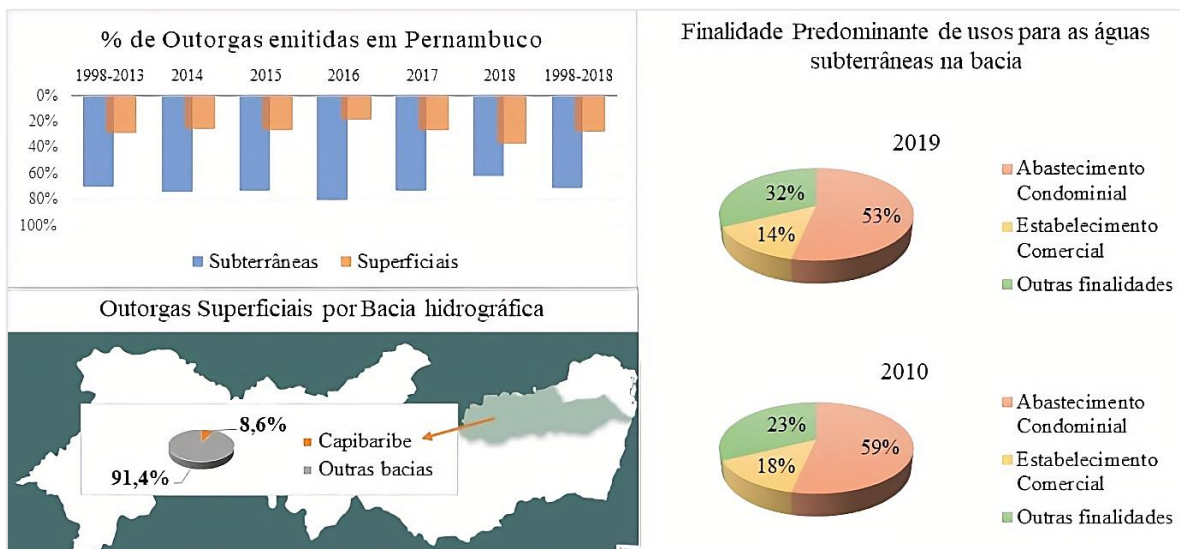 % de Outorgas emitidas em Pernambuco
1998-2013 2014 2015 2016 2017 2018 1998-2018
0%
20%
40%
60%
80%
100%
Subterrâneas Superficiais
Outorgas Superficiais por Bacia hidrográfica
8,6%
91,4%
Capibaribe
Outras bacias
Finalidade Predominante de usos para as águas
subterrâneas na bacia
2019
32%
53%
14%
Abastecimento
Condominial
Estabelecimento
Comercial
Outras finalidades
2010
23%
59%
18%
Abastecimento
Condominial
Estabelecimento
Comercial
Outras finalidades